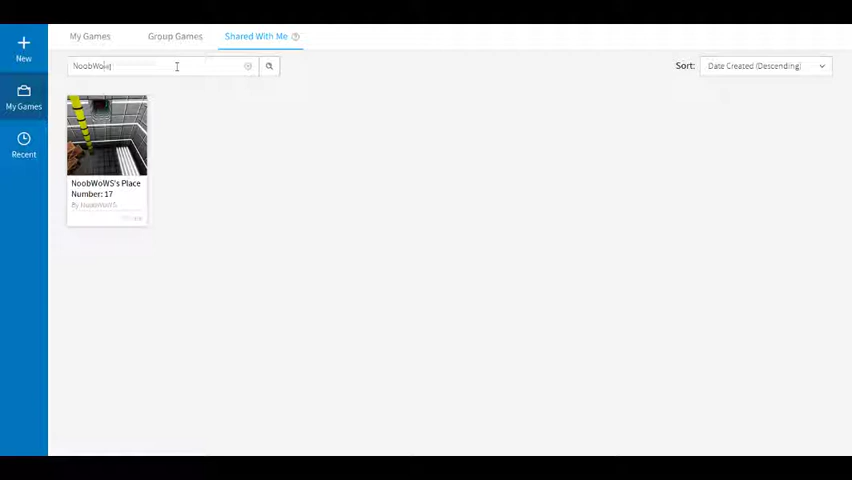 My Games Group Games Shared With Me
New
Sort: Date Created (Descending)
My Games
Recent
NoobWoWS's Place
Number: 17
By NoobWoWS